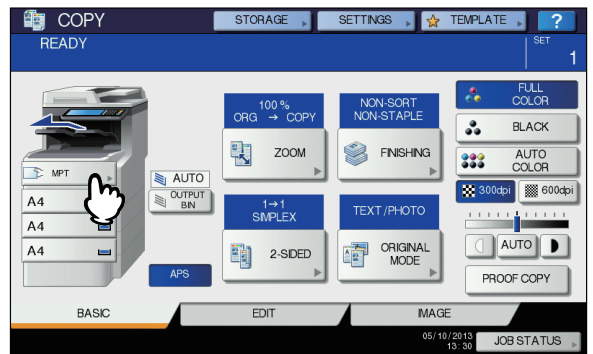 COPY
STORAGE
SETTINGS
TEMPLATE
?
READY
SET
1
100 %
ORG → COPY
NON-SORT
NON-STAPLE
FULL
COLOR
ZOOM
FINISHING
BLACK
AUTO
COLOR
MPT
AUTO
300dpi
600dpi
A4
OUTPUT
BIN
1→1
SIMPLEX
TEXT/PHOTO
A4
2-SIDED
ORIGINAL
MODE
AUTO
A4
APS
PROOF COPY
BASIC
EDIT
IMAGE
05/10/2013
13:30
JOB STATUS